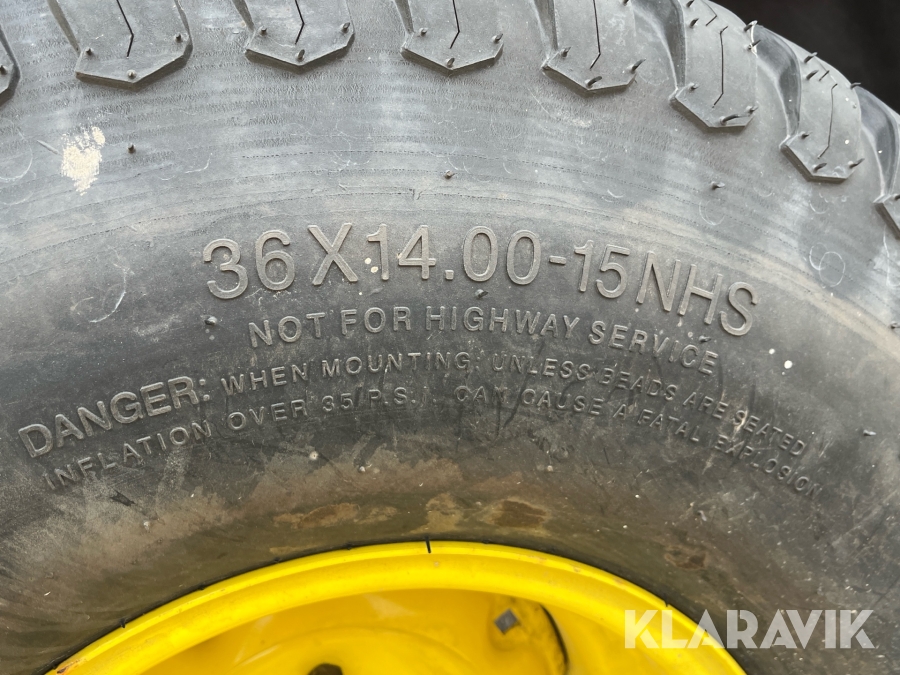 36X14.00-15NHS
NOT FOR HIGHWAY SERVICE
DANGER: WHEN MOUNTING, UNLESS BEADS ARE SEATED
INFLATION OVER 35 P.S.I. CAN CAUSE A FATAL EXPLOSION
KLARAVIK